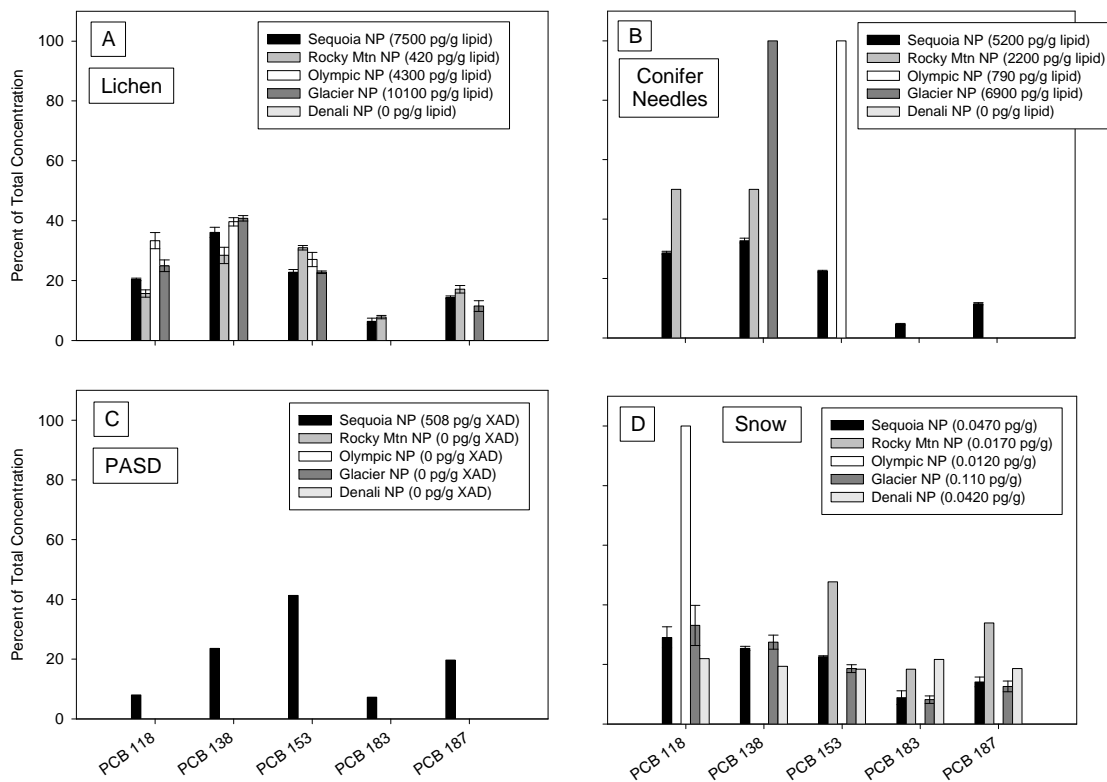 A
Lichen
Sequoia NP (7500 pg/g lipid)
Rocky Mtn NP (420 pg/g lipid)
Olympic NP (4300 pg/g lipid)
Glacier NP (10100 pg/g lipid)
Denali NP (0 pg/g lipid)
Percent of Total Concentration
100
80
60
40
20
0
B
Conifer
Needles
Sequoia NP (5200 pg/g lipid)
Rocky Mtn NP (2200 pg/g lipid)
Olympic NP (790 pg/g lipid)
Glacier NP (6900 pg/g lipid)
Denali NP (0 pg/g lipid)
C
PASD
Sequoia NP (508 pg/g XAD)
Rocky Mtn NP (0 pg/g XAD)
Olympic NP (0 pg/g XAD)
Glacier NP (0 pg/g XAD)
Denali NP (0 pg/g XAD)
Percent of Total Concentration
100
80
60
40
20
0
PCB 118
PCB 138
PCB 153
PCB 183
PCB 187
D
Snow
Sequoia NP (0.0470 pg/g)
Rocky Mtn NP (0.0170 pg/g)
Olympic NP (0.0120 pg/g)
Glacier NP (0.110 pg/g)
Denali NP (0.0420 pg/g)
PCB 118
PCB 138
PCB 153
PCB 183
PCB 187